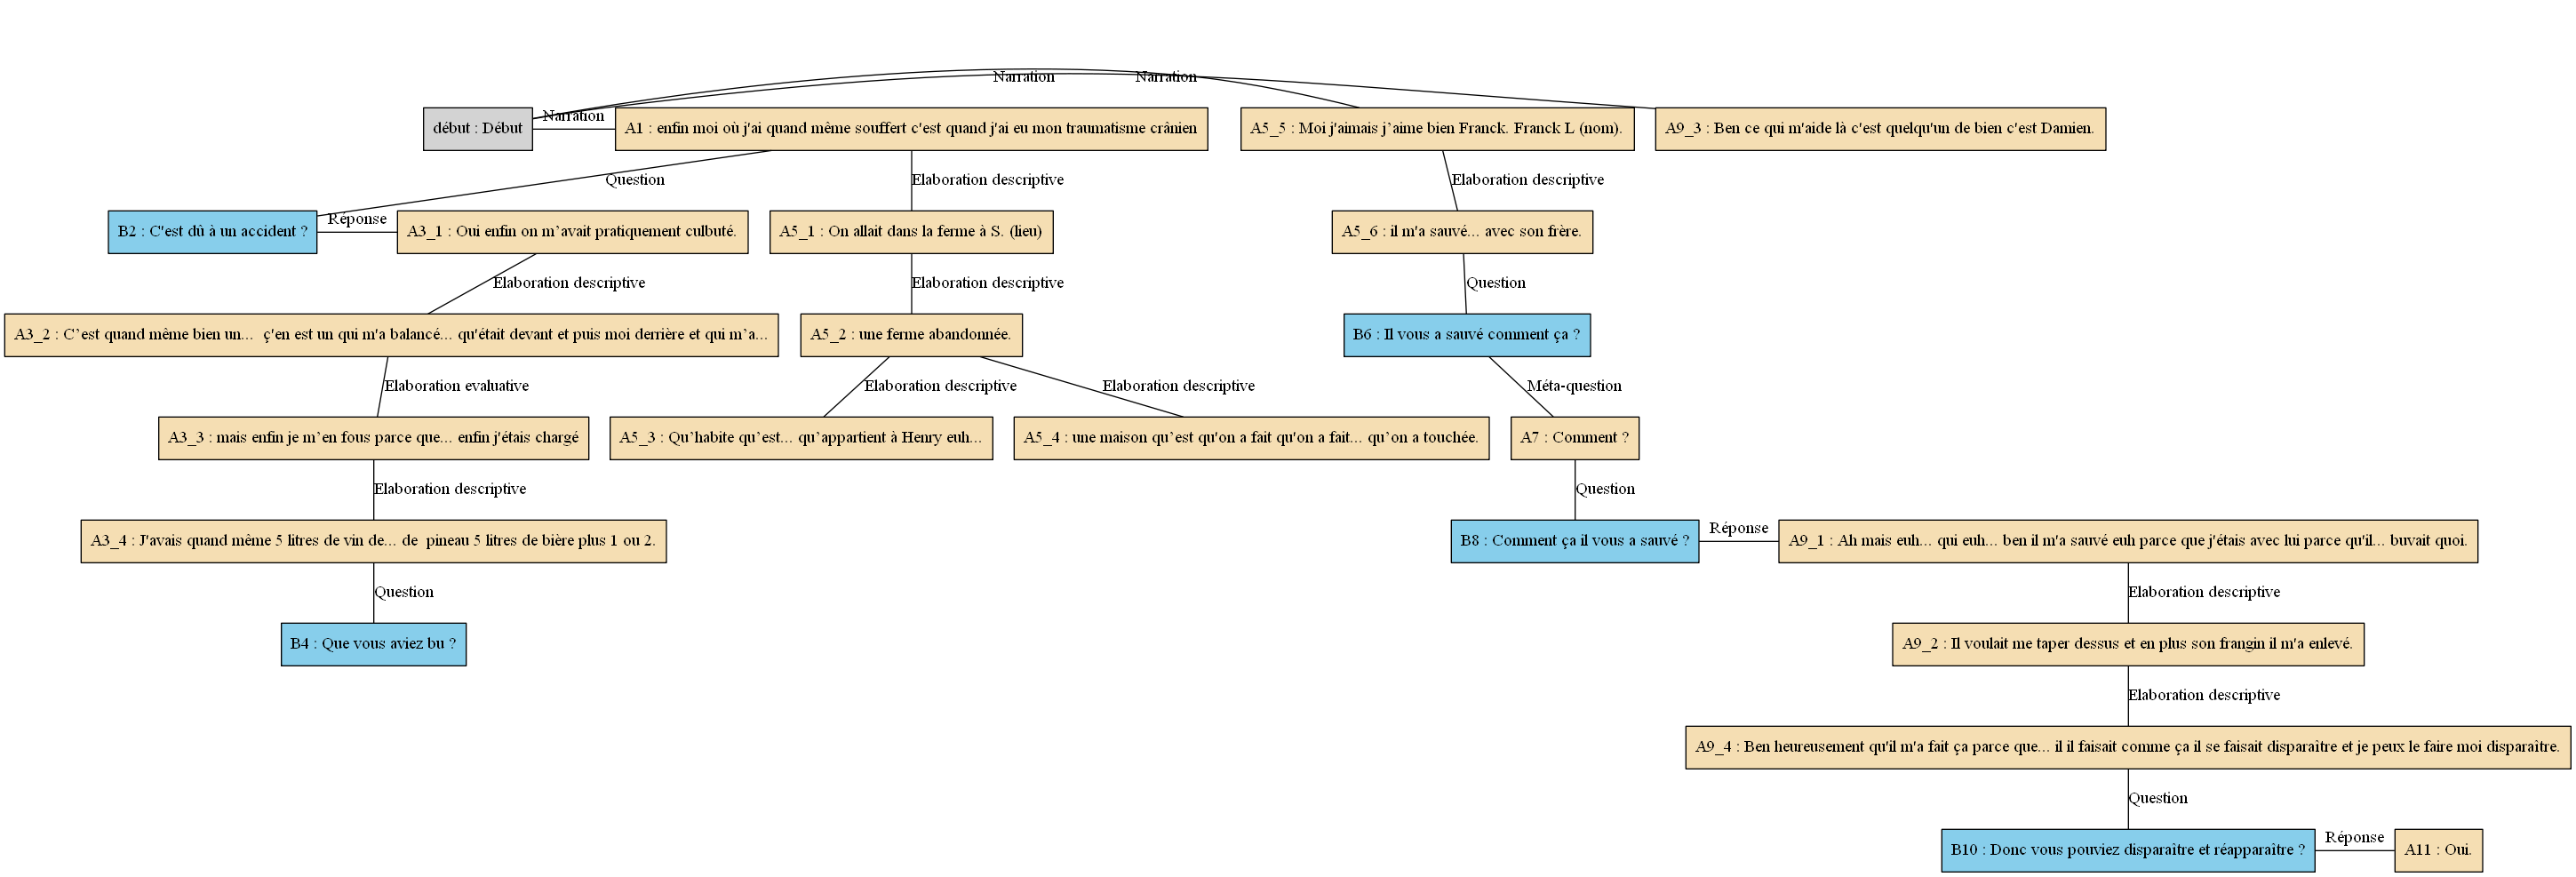 Narration
Narration
début : Début
Narration
A1 : enfin moi où j'ai quand même souffert c'est quand j'ai eu mon traumatisme crânien
A5_5 : Moi j'aimais j’aime bien Franck. Franck L (nom).
A9_3 : Ben ce qui m'aide là c'est quelqu'un de bien c'est Damien.
Question
Elaboration descriptive
Elaboration descriptive
B2 : C'est dû à un accident ?
Réponse
A3_1 : Oui enfin on m’avait pratiquement culbuté.
A5_1 : On allait dans la ferme à S. (lieu)
A5_6 : il m'a sauvé... avec son frère.
Elaboration descriptive
Elaboration descriptive
Question
A3_2 : C’est quand même bien un...  ç'en est un qui m'a balancé... qu'était devant et puis moi derrière et qui m’a...
A5_2 : une ferme abandonnée.
B6 : Il vous a sauvé comment ça ?
Elaboration evaluative
Elaboration descriptive
Elaboration descriptive
Méta-question
A3_3 : mais enfin je m’en fous parce que... enfin j'étais chargé
A5_3 : Qu’habite qu’est... qu’appartient à Henry euh...
A5_4 : une maison qu’est qu'on a fait qu'on a fait... qu’on a touchée.
A7 : Comment ?
Elaboration descriptive
Question
A3_4 : J'avais quand même 5 litres de vin de... de  pineau 5 litres de bière plus 1 ou 2.
B8 : Comment ça il vous a sauvé ?
Réponse
A9_1 : Ah mais euh... qui euh... ben il m'a sauvé euh parce que j'étais avec lui parce qu'il... buvait quoi.
Question
Elaboration descriptive
B4 : Que vous aviez bu ?
A9_2 : Il voulait me taper dessus et en plus son frangin il m'a enlevé.
Elaboration descriptive
A9_4 : Ben heureusement qu'il m'a fait ça parce que... il il faisait comme ça il se faisait disparaître et je peux le faire moi disparaître.
Question
B10 : Donc vous pouviez disparaître et réapparaître ?
Réponse
A11 : Oui.